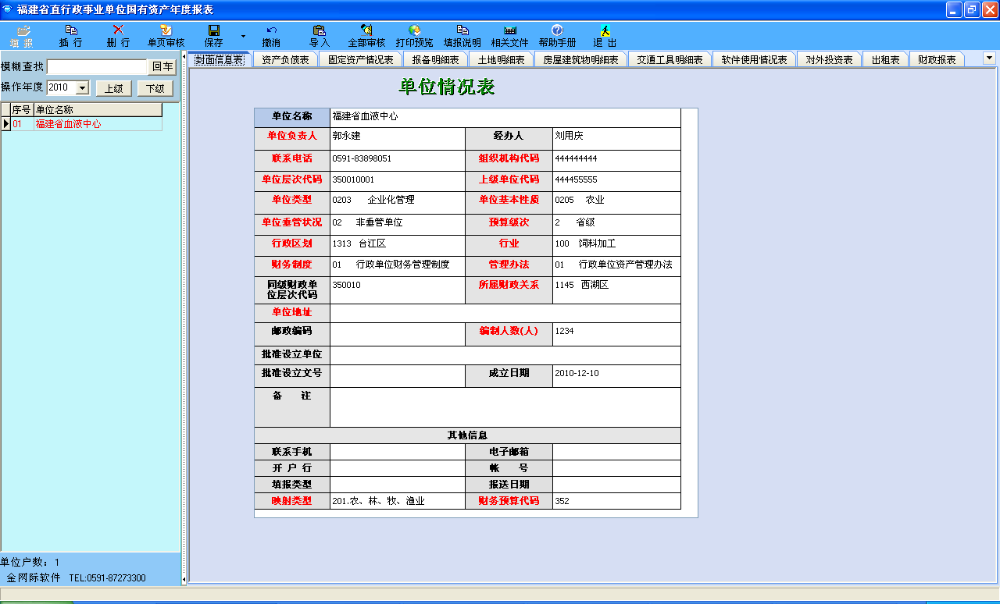 福建省直行政事业单位国有资产年度报表
填 报 插 行 删 行 单页审核 保存 撤消 导 入 全部审核 打印预览 填报说明 相关文件 帮助手册 退 出
模糊查找 回车
操作年度 2010 上级 下级
序号 单位名称
01 福建省血液中心
单位户数: 1
金网际软件 TEL:0591-87273300
封面信息表 资产负债表 固定资产情况表 报备明细表 土地明细表 房屋建筑物明细表 交通工具明细表 软件使用情况表 对外投资表 出租表 财政报表
单位情况表
单位名称 福建省血液中心
单位负责人 郭永建 经办人 刘用庆
联系电话 0591-83898051 组织机构代码 444444444
单位层次代码 350010001 上级单位代码 444455555
单位类型 0203 企业化管理 单位基本性质 0205 农业
单位垂管状况 02 非垂管单位 预算级次 2 省级
行政区划 1313 台江区 行业 100 饲料加工
财务制度 01 行政单位财务管理制度 管理办法 01 行政单位资产管理办法
同级财政单
位层次代码 350010 所属财政关系 1145 西湖区
单位地址
邮政编码 编制人数(人) 1234
批准设立单位
批准设立文号 成立日期 2010-12-10
备 注
其他信息
联系手机 电子邮箱
开 户 行 帐 号
填报类型 报送日期
映射类型 201.农、林、牧、渔业 财务预算代码 352